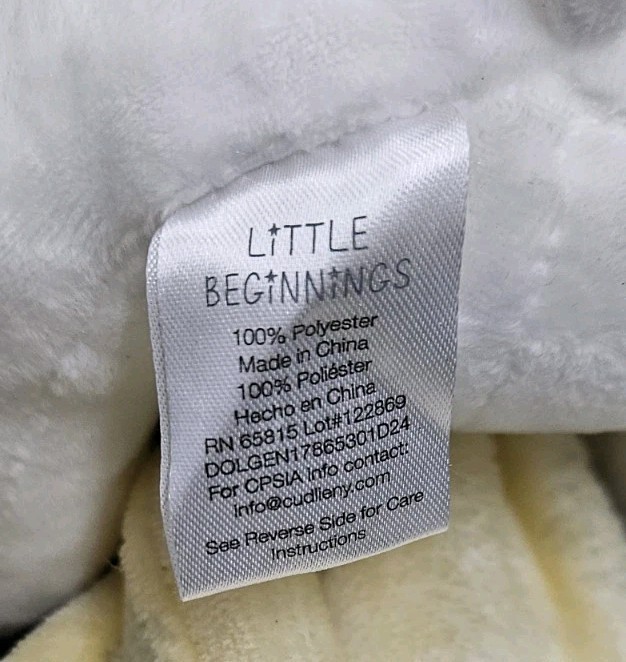 LiTTLE
BEGiNNiNGS
100% Polyester
Made in China
100% Poliéster
Hecho en China
RN 65815 Lot#122869
DOLGEN17865301D24
For CPSIA info contact:
info@cudlieny.com
See Reverse Side for Care
Instructions